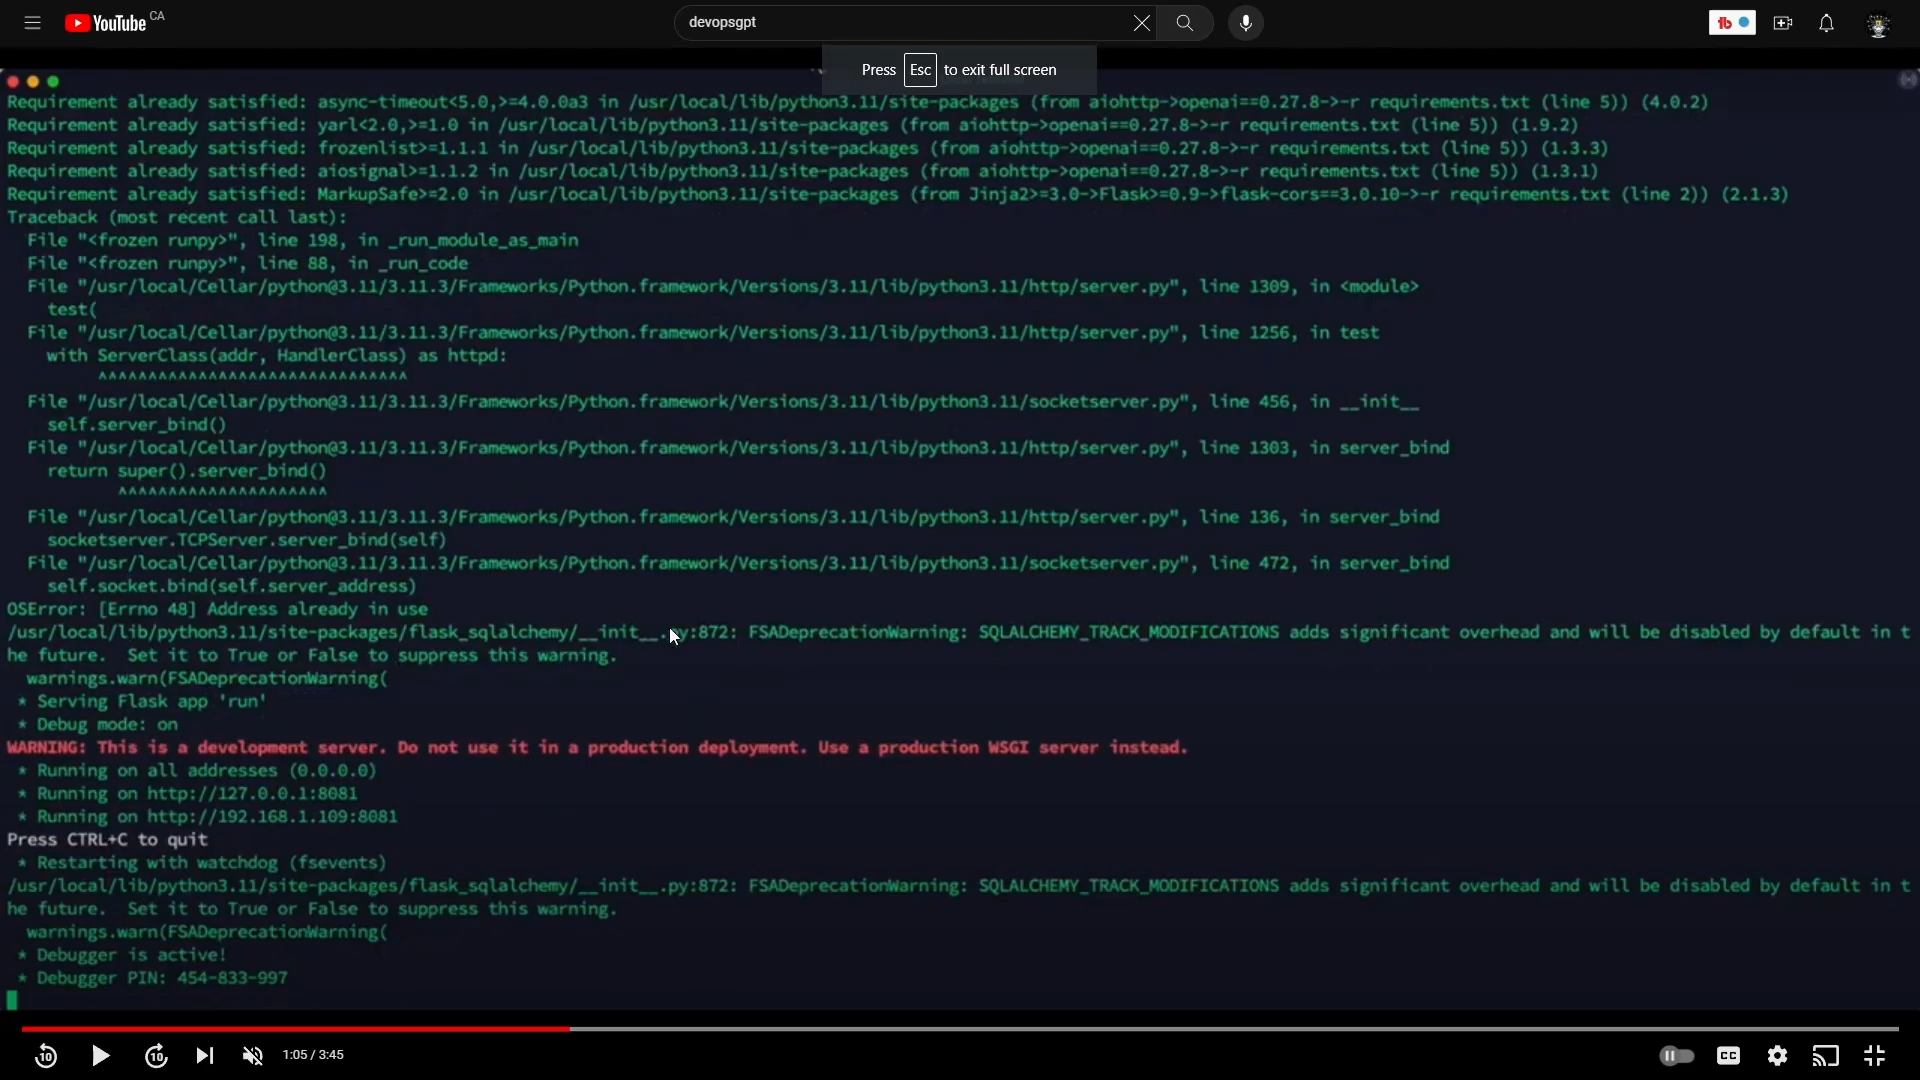 YouTube CA
devopsgpt
Press Esc to exit full screen
Requirement already satisfied: async-timeout<5.0,>=4.0.0a3 in /usr/local/lib/python3.11/site-packages (from aiohttp->openai==0.27.8->-r requirements.txt (line 5)) (4.0.2)
Requirement already satisfied: yarl<2.0,>=1.0 in /usr/local/lib/python3.11/site-packages (from aiohttp->openai==0.27.8->-r requirements.txt (line 5)) (1.9.2)
Requirement already satisfied: frozenlist>=1.1.1 in /usr/local/lib/python3.11/site-packages (from aiohttp->openai==0.27.8->-r requirements.txt (line 5)) (1.3.3)
Requirement already satisfied: aiosignal>=1.1.2 in /usr/local/lib/python3.11/site-packages (from aiohttp->openai==0.27.8->-r requirements.txt (line 5)) (1.3.1)
Requirement already satisfied: MarkupSafe>=2.0 in /usr/local/lib/python3.11/site-packages (from Jinja2>=3.0->Flask>=0.9->flask-cors==3.0.10->-r requirements.txt (line 2)) (2.1.3)
Traceback (most recent call last):
File "<frozen runpy>", line 198, in _run_module_as_main
File "<frozen runpy>", line 88, in _run_code
File "/usr/local/Cellar/python@3.11/3.11.3/Frameworks/Python.framework/Versions/3.11/lib/python3.11/http/server.py", line 1309, in <module>
test(
File "/usr/local/Cellar/python@3.11/3.11.3/Frameworks/Python.framework/Versions/3.11/lib/python3.11/http/server.py", line 1256, in test
with ServerClass(addr, HandlerClass) as httpd:
^^^^^^^^^^^^^^^^^^^^^^^^^^^^^^^
File "/usr/local/Cellar/python@3.11/3.11.3/Frameworks/Python.framework/Versions/3.11/lib/python3.11/socketserver.py", line 456, in __init__
self.server_bind()
File "/usr/local/Cellar/python@3.11/3.11.3/Frameworks/Python.framework/Versions/3.11/lib/python3.11/http/server.py", line 1303, in server_bind
return super().server_bind()
^^^^^^^^^^^^^^^^^^^^^
File "/usr/local/Cellar/python@3.11/3.11.3/Frameworks/Python.framework/Versions/3.11/lib/python3.11/http/server.py", line 136, in server_bind
socketserver.TCPServer.server_bind(self)
File "/usr/local/Cellar/python@3.11/3.11.3/Frameworks/Python.framework/Versions/3.11/lib/python3.11/socketserver.py", line 472, in server_bind
self.socket.bind(self.server_address)
OSError: [Errno 48] Address already in use
/usr/local/lib/python3.11/site-packages/flask_sqlalchemy/__init__.py:872: FSADeprecationWarning: SQLALCHEMY_TRACK_MODIFICATIONS adds significant overhead and will be disabled by default in t
he future. Set it to True or False to suppress this warning.
warnings.warn(FSADeprecationWarning(
* Serving Flask app 'run'
* Debug mode: on
WARNING: This is a development server. Do not use it in a production deployment. Use a production WSGI server instead.
* Running on all addresses (0.0.0.0)
* Running on http://127.0.0.1:8081
* Running on http://192.168.1.109:8081
Press CTRL+C to quit
* Restarting with watchdog (fsevents)
/usr/local/lib/python3.11/site-packages/flask_sqlalchemy/__init__.py:872: FSADeprecationWarning: SQLALCHEMY_TRACK_MODIFICATIONS adds significant overhead and will be disabled by default in t
he future. Set it to True or False to suppress this warning.
warnings.warn(FSADeprecationWarning(
* Debugger is active!
* Debugger PIN: 454-833-997
10 10 1:05 / 3:45 CC